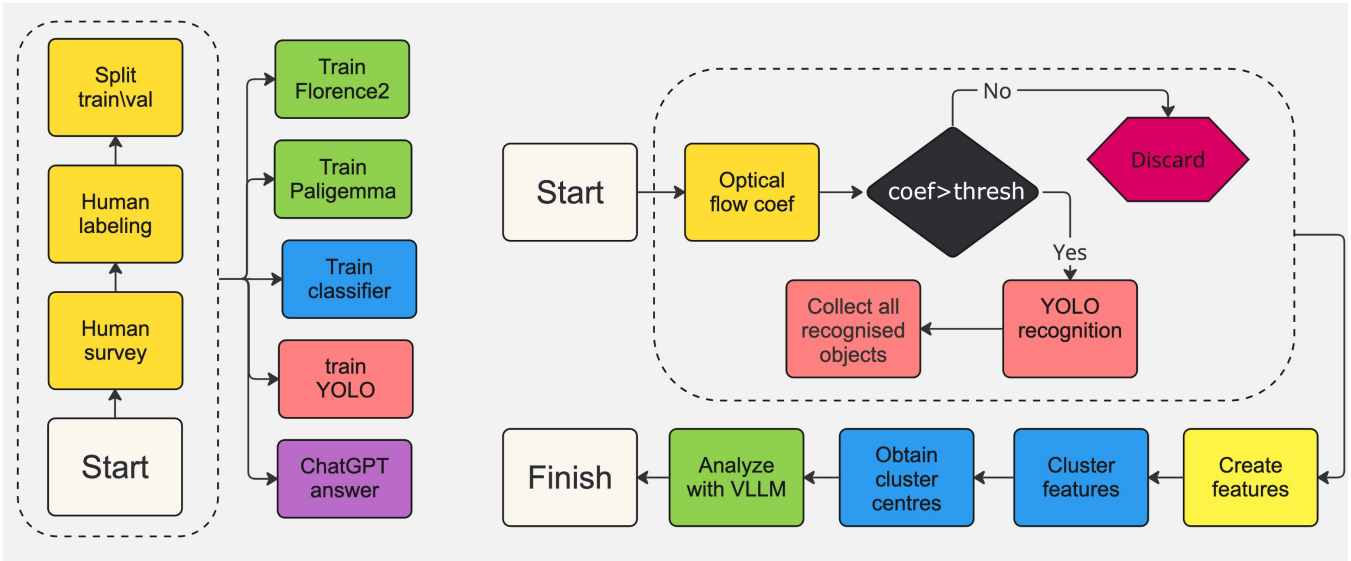 Split
train\val
Human
labeling
Human
survey
Start
Train
Florence2
Train
Paligemma
Train
classifier
train
YOLO
ChatGPT
answer
Start
Optical
flow coef
coef>thresh
No
Discard
Yes
YOLO
recognition
Collect all
recognised
objects
Create
features
Cluster
features
Obtain
cluster
centres
Analyze
with VLLM
Finish